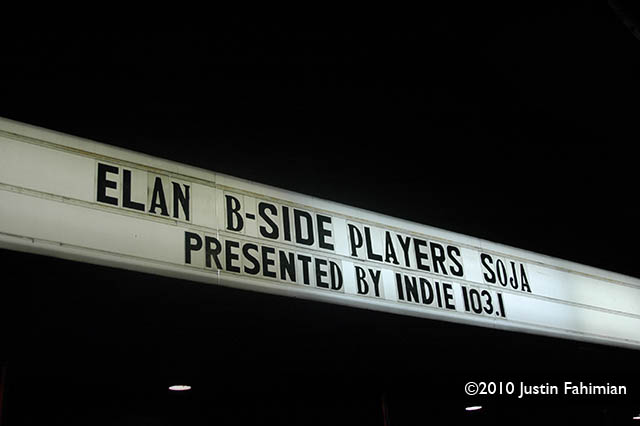 ELAN B-SIDE PLAYERS SOJA
PRESENTED BY INDIE 103.1
©2010 Justin Fahimian